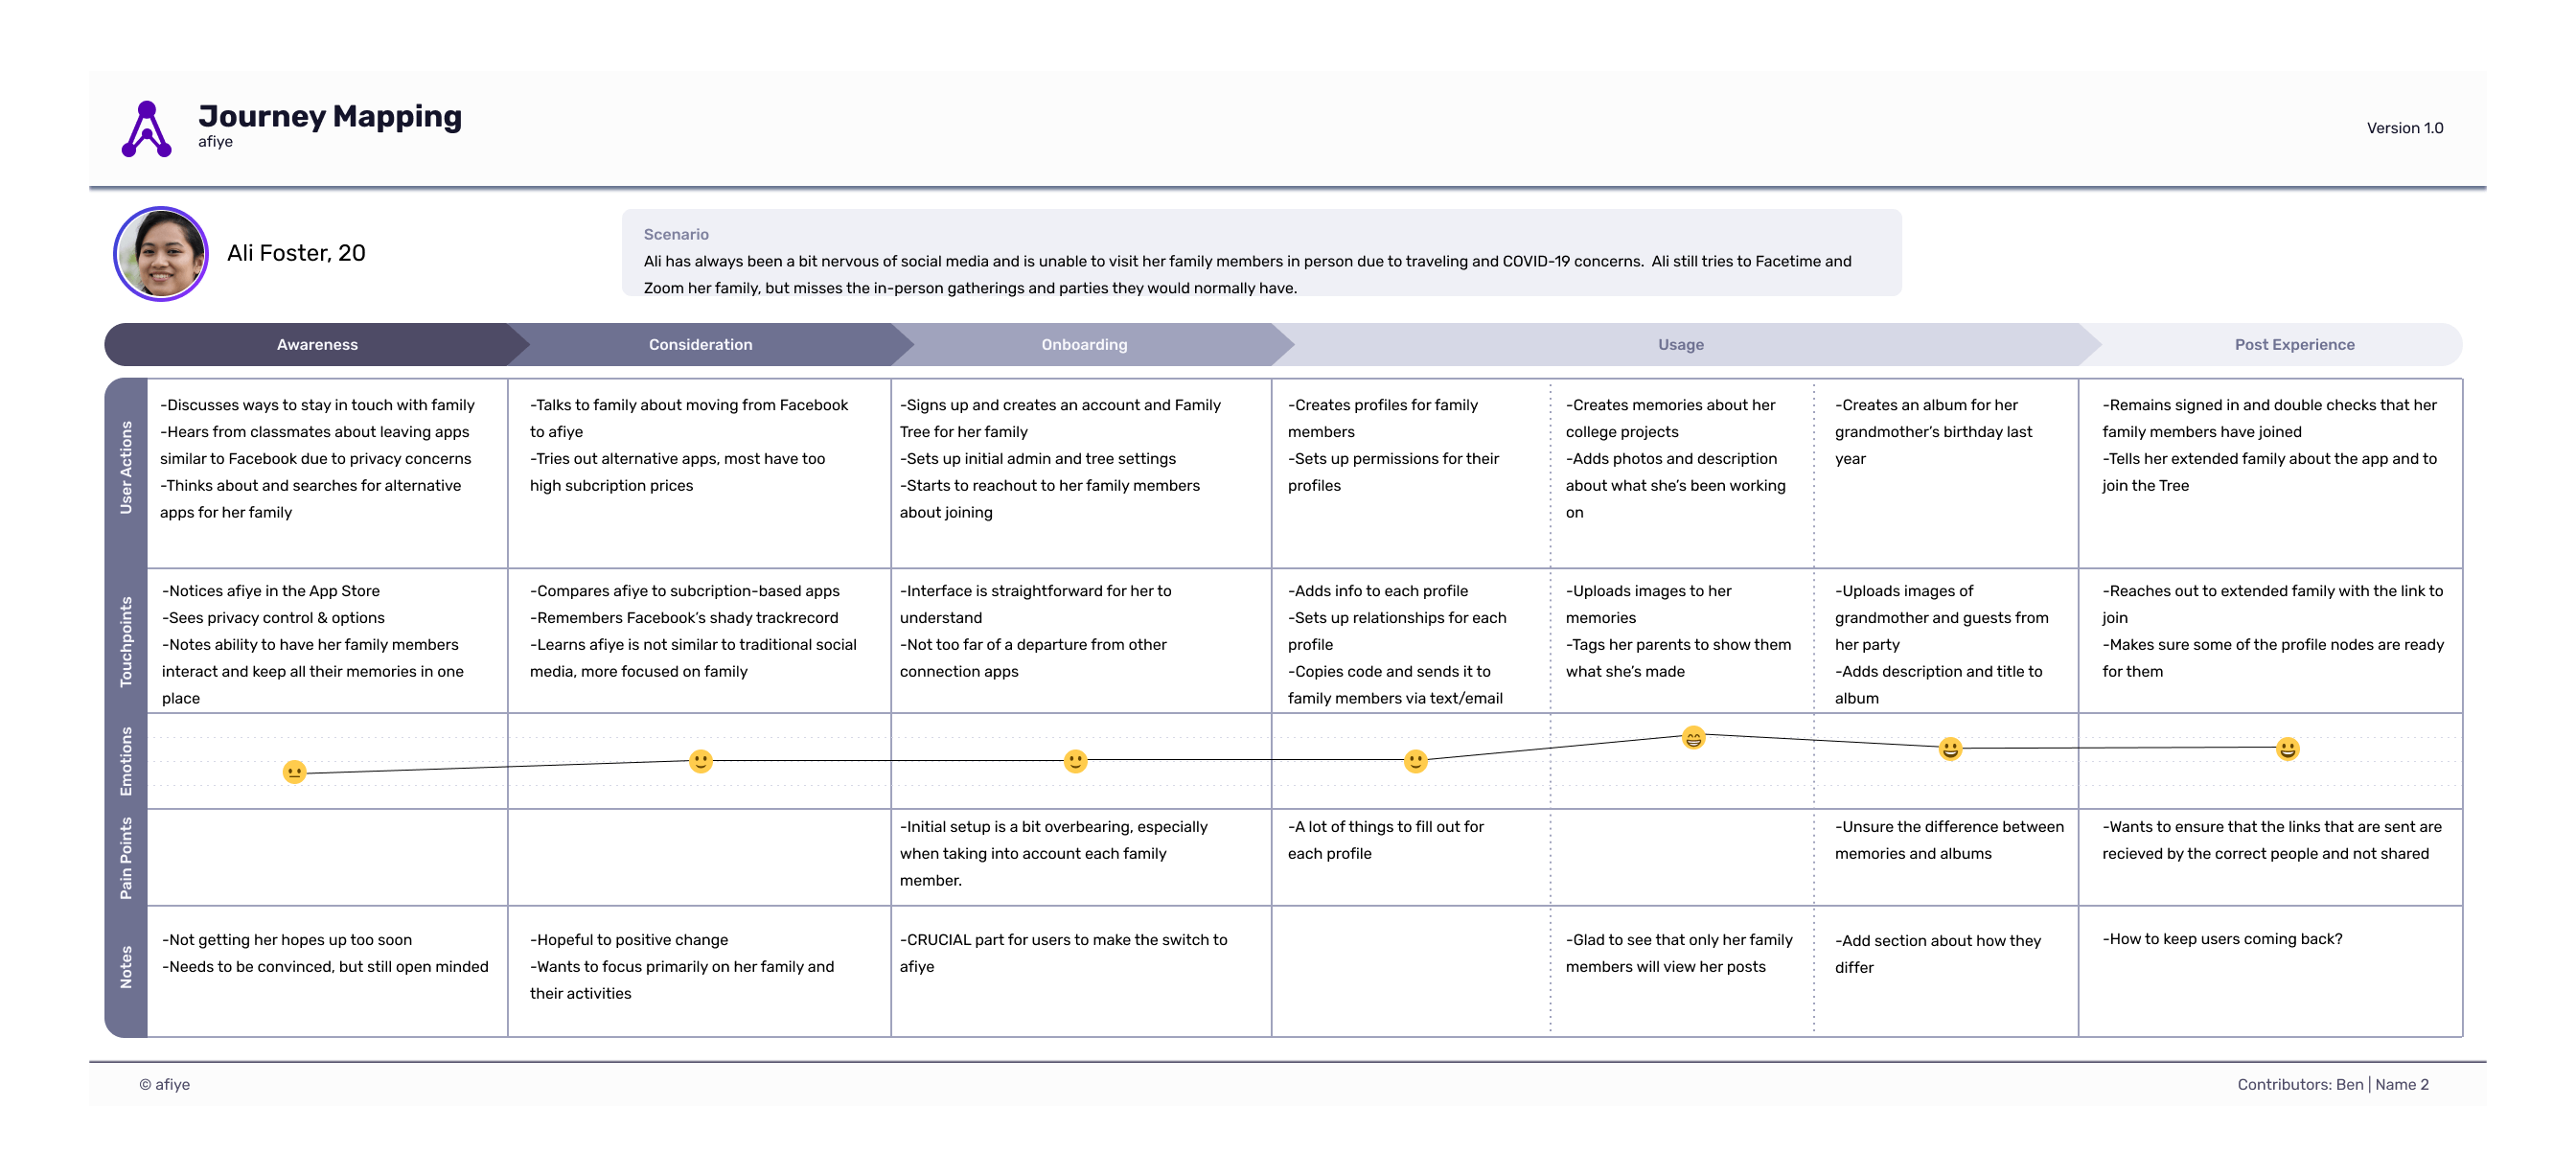 Journey Mapping
afiye
Version 1.0
Ali Foster, 20
Scenario
Ali has always been a bit nervous of social media and is unable to visit her family members in person due to traveling and COVID-19 concerns.  Ali still tries to Facetime and
Zoom her family, but misses the in-person gatherings and parties they would normally have.
Awareness
Consideration
Onboarding
Usage
Post Experience
User Actions
-Discusses ways to stay in touch with family
-Hears from classmates about leaving apps
similar to Facebook due to privacy concerns
-Thinks about and searches for alternative
apps for her family
-Talks to family about moving from Facebook
to afiye
-Tries out alternative apps, most have too
high subcription prices
-Signs up and creates an account and Family
Tree for her family
-Sets up initial admin and tree settings
-Starts to reachout to her family members
about joining
-Creates profiles for family
members
-Sets up permissions for their
profiles
-Creates memories about her
college projects
-Adds photos and description
about what she’s been working
on
-Creates an album for her
grandmother’s birthday last
year
-Remains signed in and double checks that her
family members have joined
-Tells her extended family about the app and to
join the Tree
Touchpoints
-Notices afiye in the App Store
-Sees privacy control & options
-Notes ability to have her family members
interact and keep all their memories in one
place
-Compares afiye to subcription-based apps
-Remembers Facebook’s shady trackrecord
-Learns afiye is not similar to traditional social
media, more focused on family
-Interface is straightforward for her to
understand
-Not too far of a departure from other
connection apps
-Adds info to each profile
-Sets up relationships for each
profile
-Copies code and sends it to
family members via text/email
-Uploads images to her
memories
-Tags her parents to show them
what she’s made
-Uploads images of
grandmother and guests from
her party
-Adds description and title to
album
-Reaches out to extended family with the link to
join
-Makes sure some of the profile nodes are ready
for them
Emotions
Pain Points
-Initial setup is a bit overbearing, especially
when taking into account each family
member.
-A lot of things to fill out for
each profile
-Unsure the difference between
memories and albums
-Wants to ensure that the links that are sent are
recieved by the correct people and not shared
Notes
-Not getting her hopes up too soon
-Needs to be convinced, but still open minded
-Hopeful to positive change
-Wants to focus primarily on her family and
their activities
-CRUCIAL part for users to make the switch to
afiye
-Glad to see that only her family
members will view her posts
-Add section about how they
differ
-How to keep users coming back?
© afiye
Contributors: Ben | Name 2